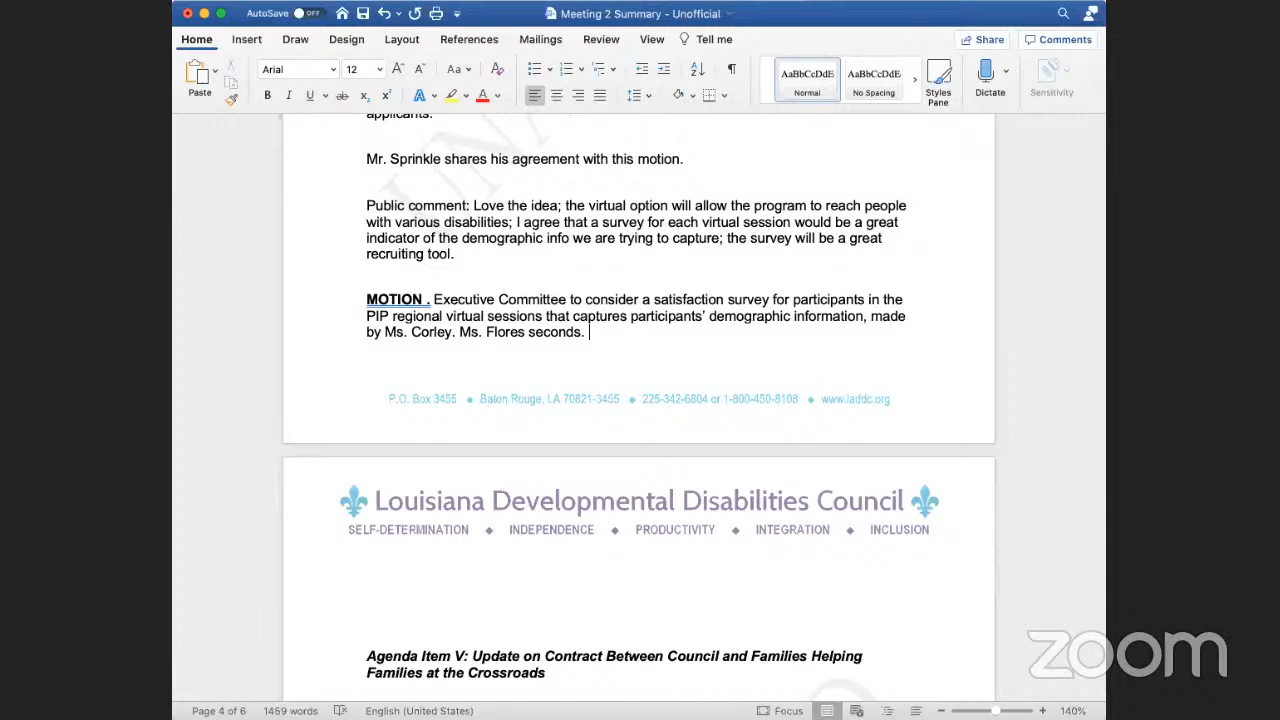 AutoSave OFF Meeting 2 Summary - Unofficial
Home Insert Draw Design Layout References Mailings Review View Tell me Share Comments
Arial 12 Aa AaBbCcDdE AaBbCcDdE
Paste Normal No Spacing Styles Pane Dictate Sensitivity
applicants.
Mr. Sprinkle shares his agreement with this motion.
Public comment: Love the idea; the virtual option will allow the program to reach people
with various disabilities; I agree that a survey for each virtual session would be a great
indicator of the demographic info we are trying to capture; the survey will be a great
recruiting tool.
MOTION . Executive Committee to consider a satisfaction survey for participants in the
PIP regional virtual sessions that captures participants' demographic information, made
by Ms. Corley. Ms. Flores seconds.
P.O. Box 3455 ◆ Baton Rouge, LA 70821-3455 ◆ 225-342-6804 or 1-800-450-8108 ◆ www.laddc.org
Louisiana Developmental Disabilities Council
SELF-DETERMINATION ◆ INDEPENDENCE ◆ PRODUCTIVITY ◆ INTEGRATION ◆ INCLUSION
Agenda Item V: Update on Contract Between Council and Families Helping
Families at the Crossroads
zoom
Page 4 of 6 1459 words English (United States) Focus 140%